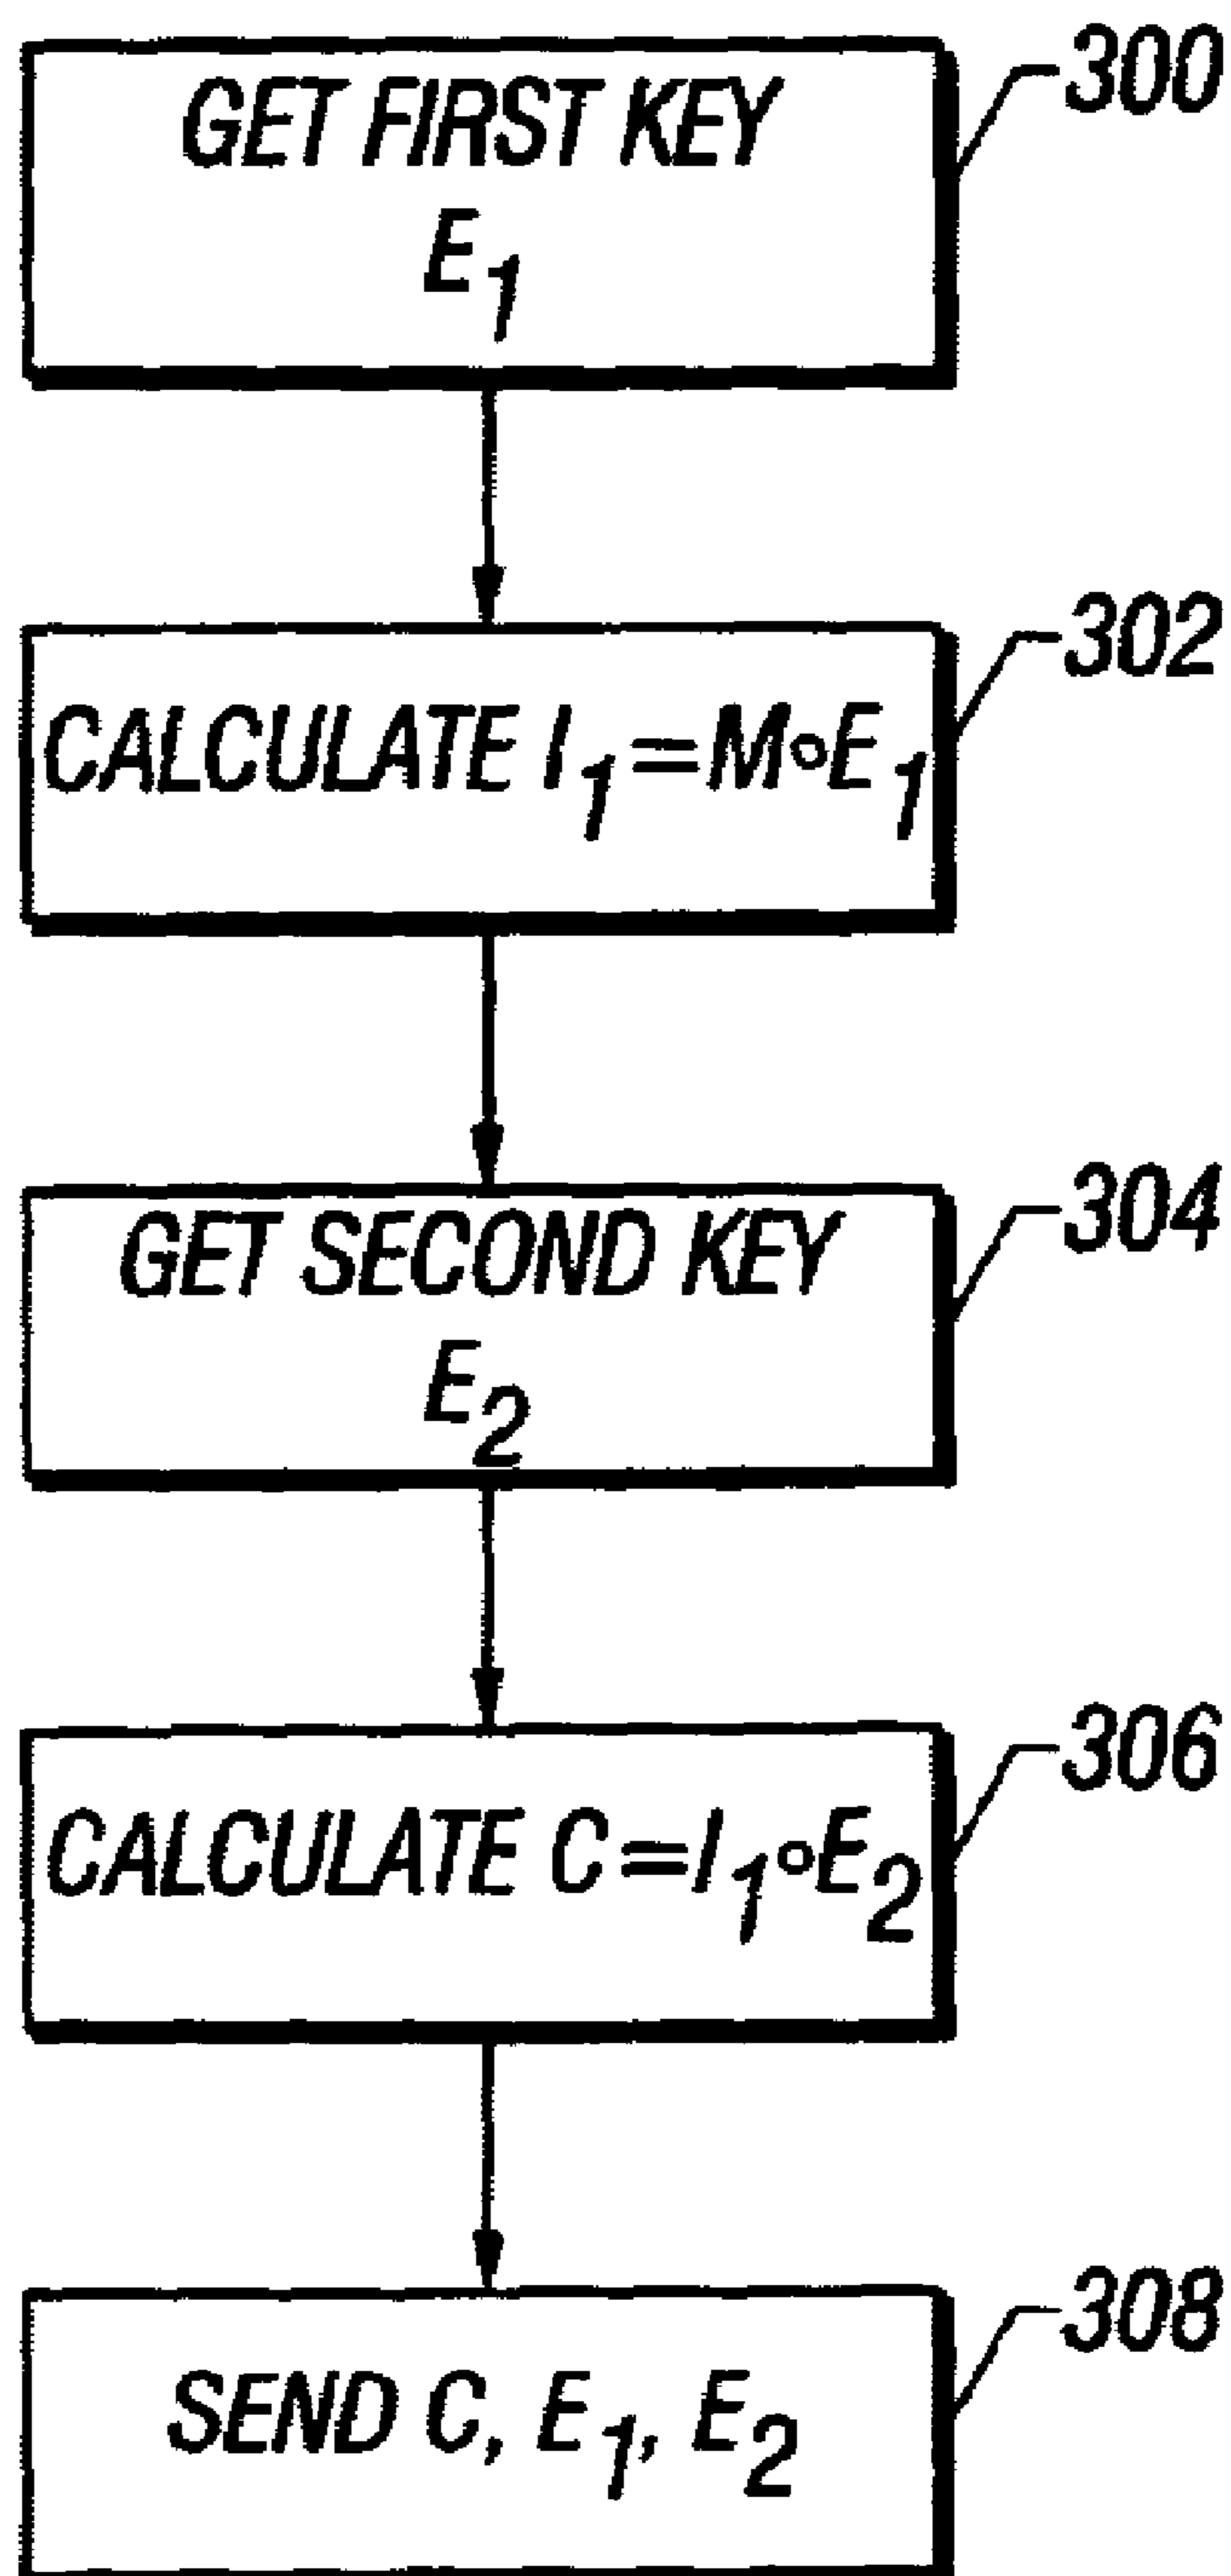 GET FIRST KEY
E₁
300
CALCULATE I₁=M∘E₁
302
GET SECOND KEY
E₂
304
CALCULATE C=I₁∘E₂
306
SEND C, E₁, E₂
308